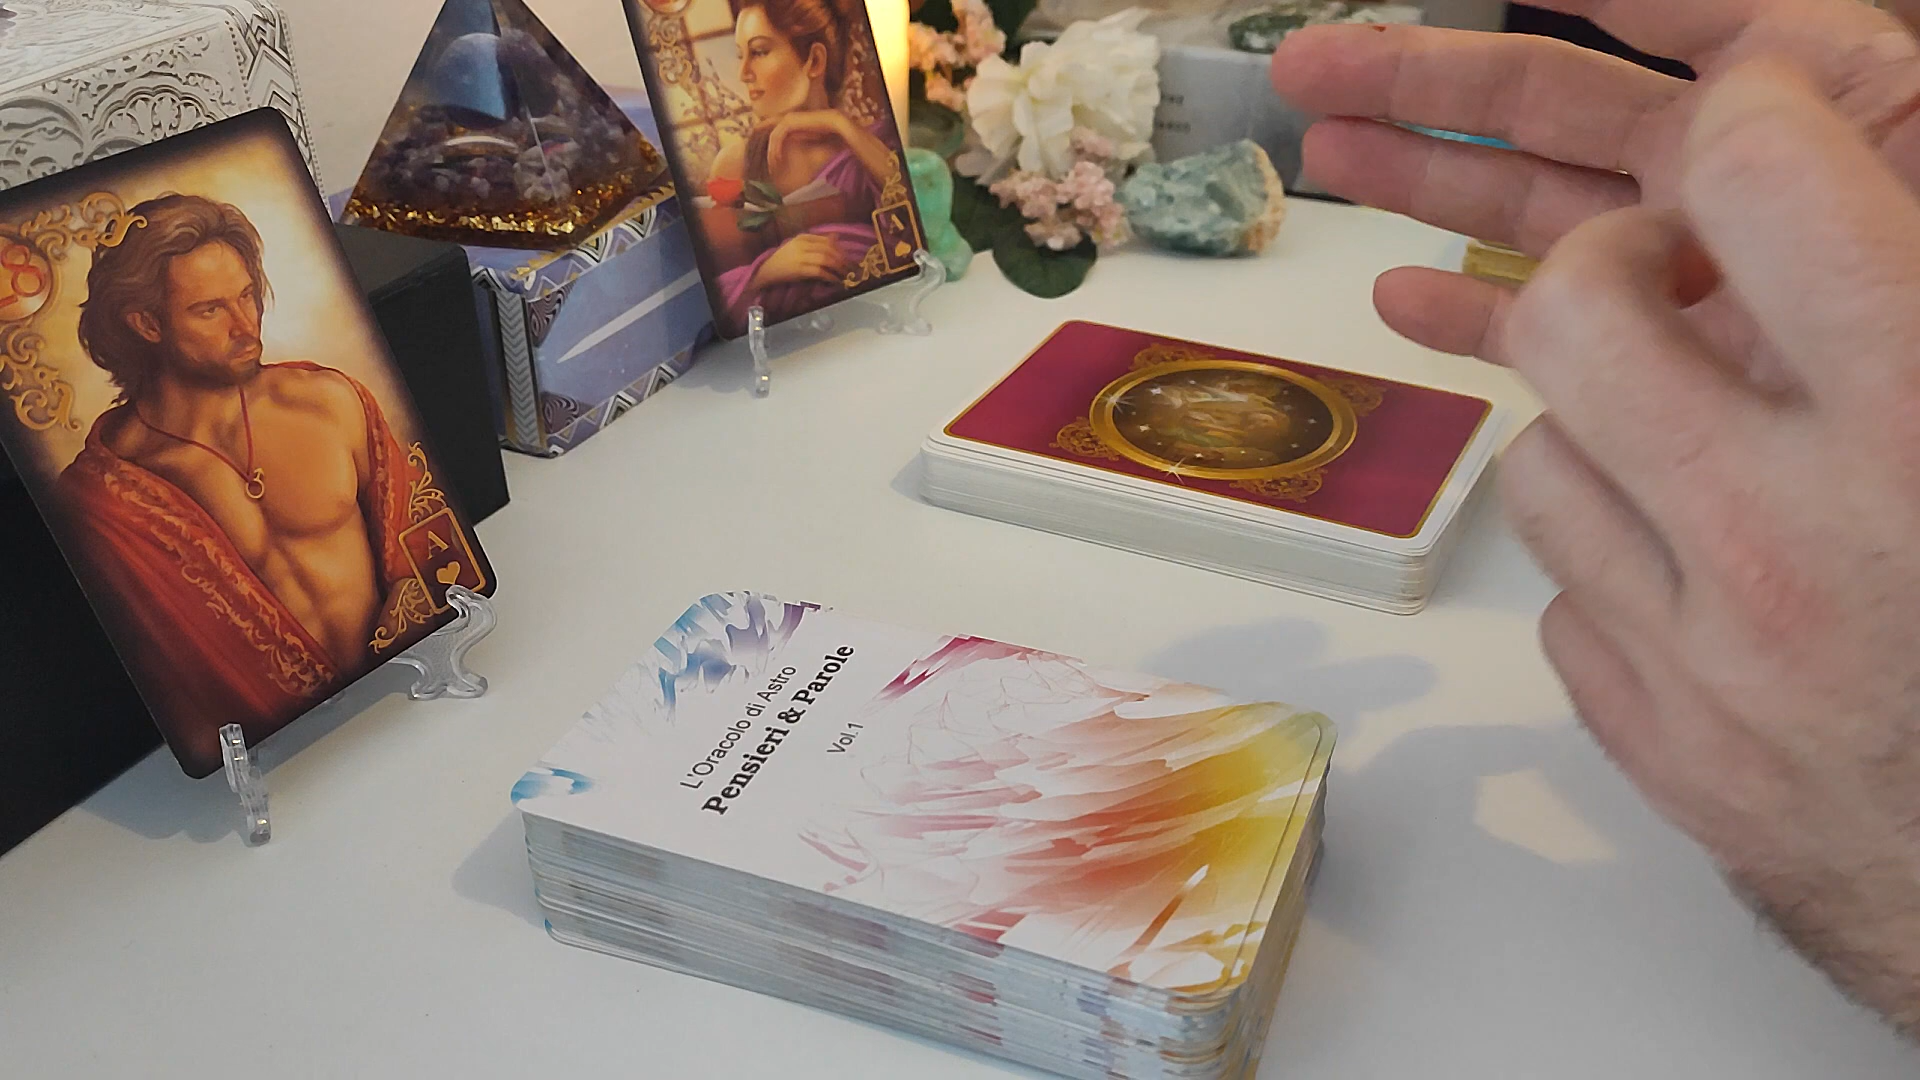 L'Oracolo di Astro
Pensieri & Parole
Vol.1
A
A